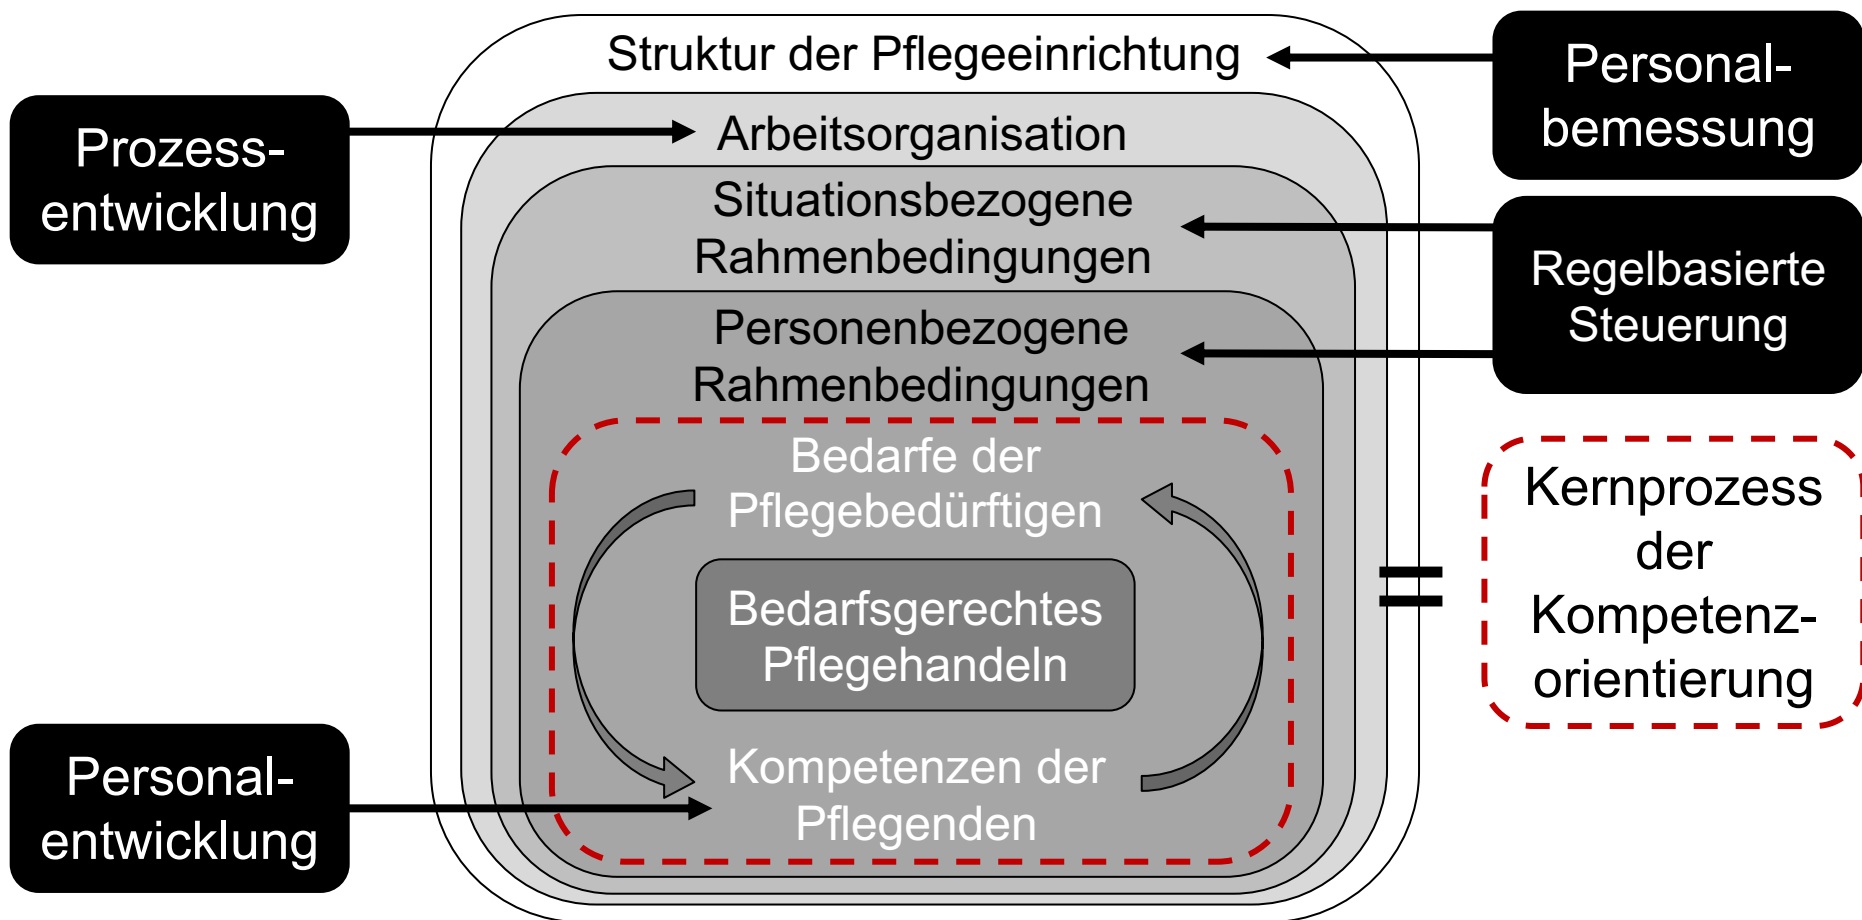 Struktur der Pflegeeinrichtung
Personal-
bemessung
Prozess-
entwicklung
Arbeitsorganisation
Situationsbezogene
Rahmenbedingungen
Regelbasierte
Steuerung
Personenbezogene
Rahmenbedingungen
Bedarfe der
Pflegebedürftigen
Bedarfsgerechtes
Pflegehandeln
Kompetenzen der
Pflegenden
=
Kernprozess
der
Kompetenz-
orientierung
Personal-
entwicklung